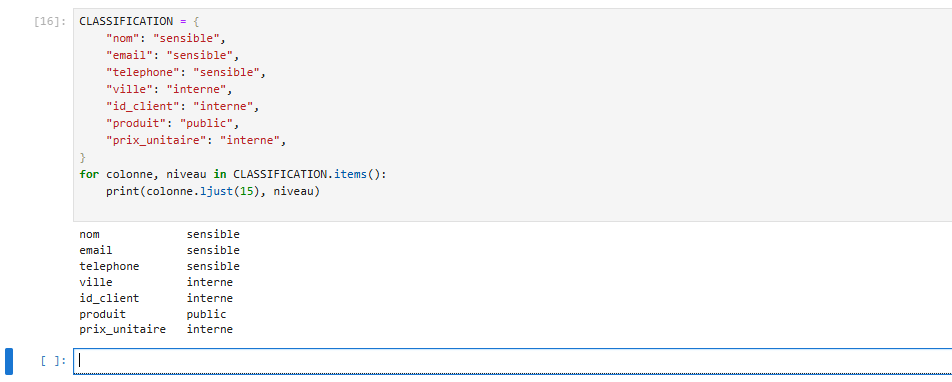 [16]: CLASSIFICATION = {
    "nom": "sensible",
    "email": "sensible",
    "telephone": "sensible",
    "ville": "interne",
    "id_client": "interne",
    "produit": "public",
    "prix_unitaire": "interne",
}
for colonne, niveau in CLASSIFICATION.items():
    print(colonne.ljust(15), niveau)
nom             sensible
email           sensible
telephone       sensible
ville           interne
id_client       interne
produit         public
prix_unitaire   interne
[ ]: